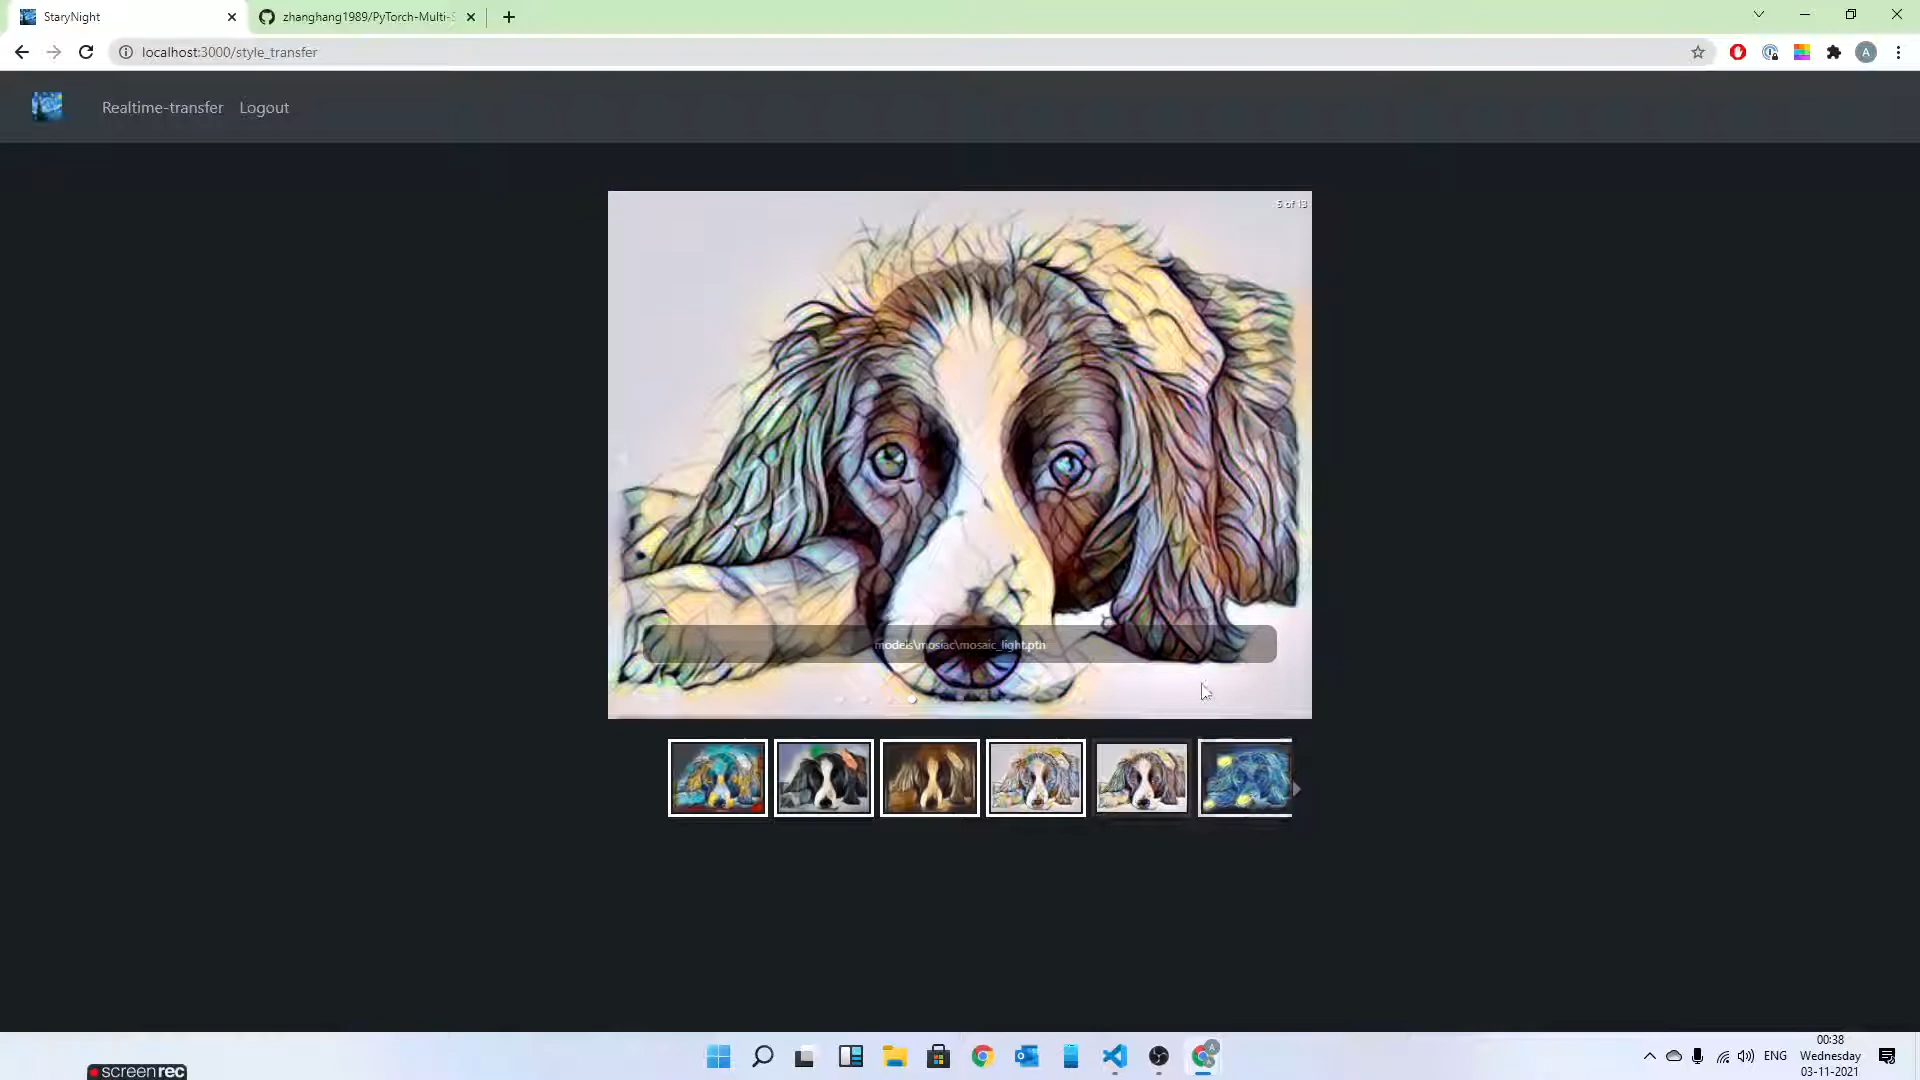 StaryNight
zhanghang1989/PyTorch-Multi-S
localhost:3000/style_transfer
A
Realtime-transfer Logout
5 of 13
models\mosiac\mosaic_light.pth
screenrec
ENG
00:38
Wednesday
03-11-2021